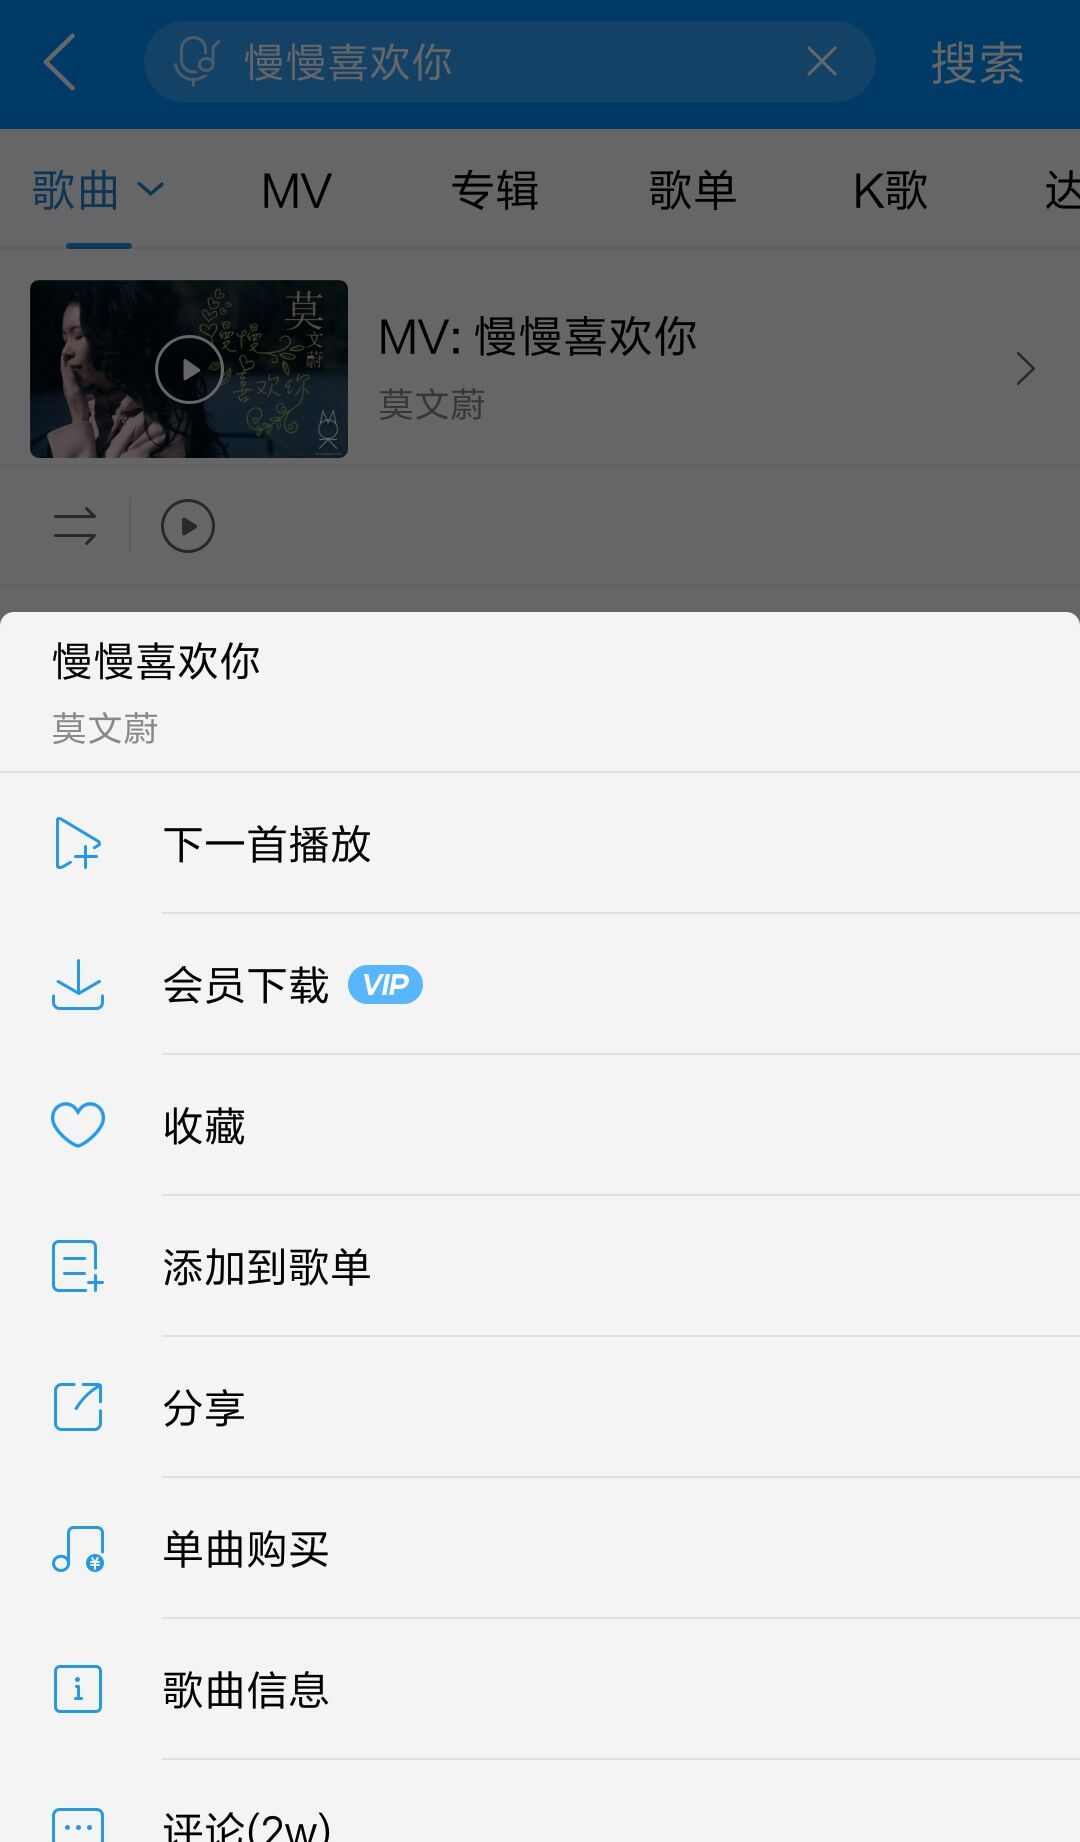 慢慢喜欢你
搜索
歌曲 MV 专辑 歌单 K歌 达
莫文蔚
慢慢
喜欢你
MV: 慢慢喜欢你
莫文蔚
慢慢喜欢你
莫文蔚
下一首播放
会员下载 VIP
收藏
添加到歌单
分享
单曲购买
歌曲信息
评论(2w)